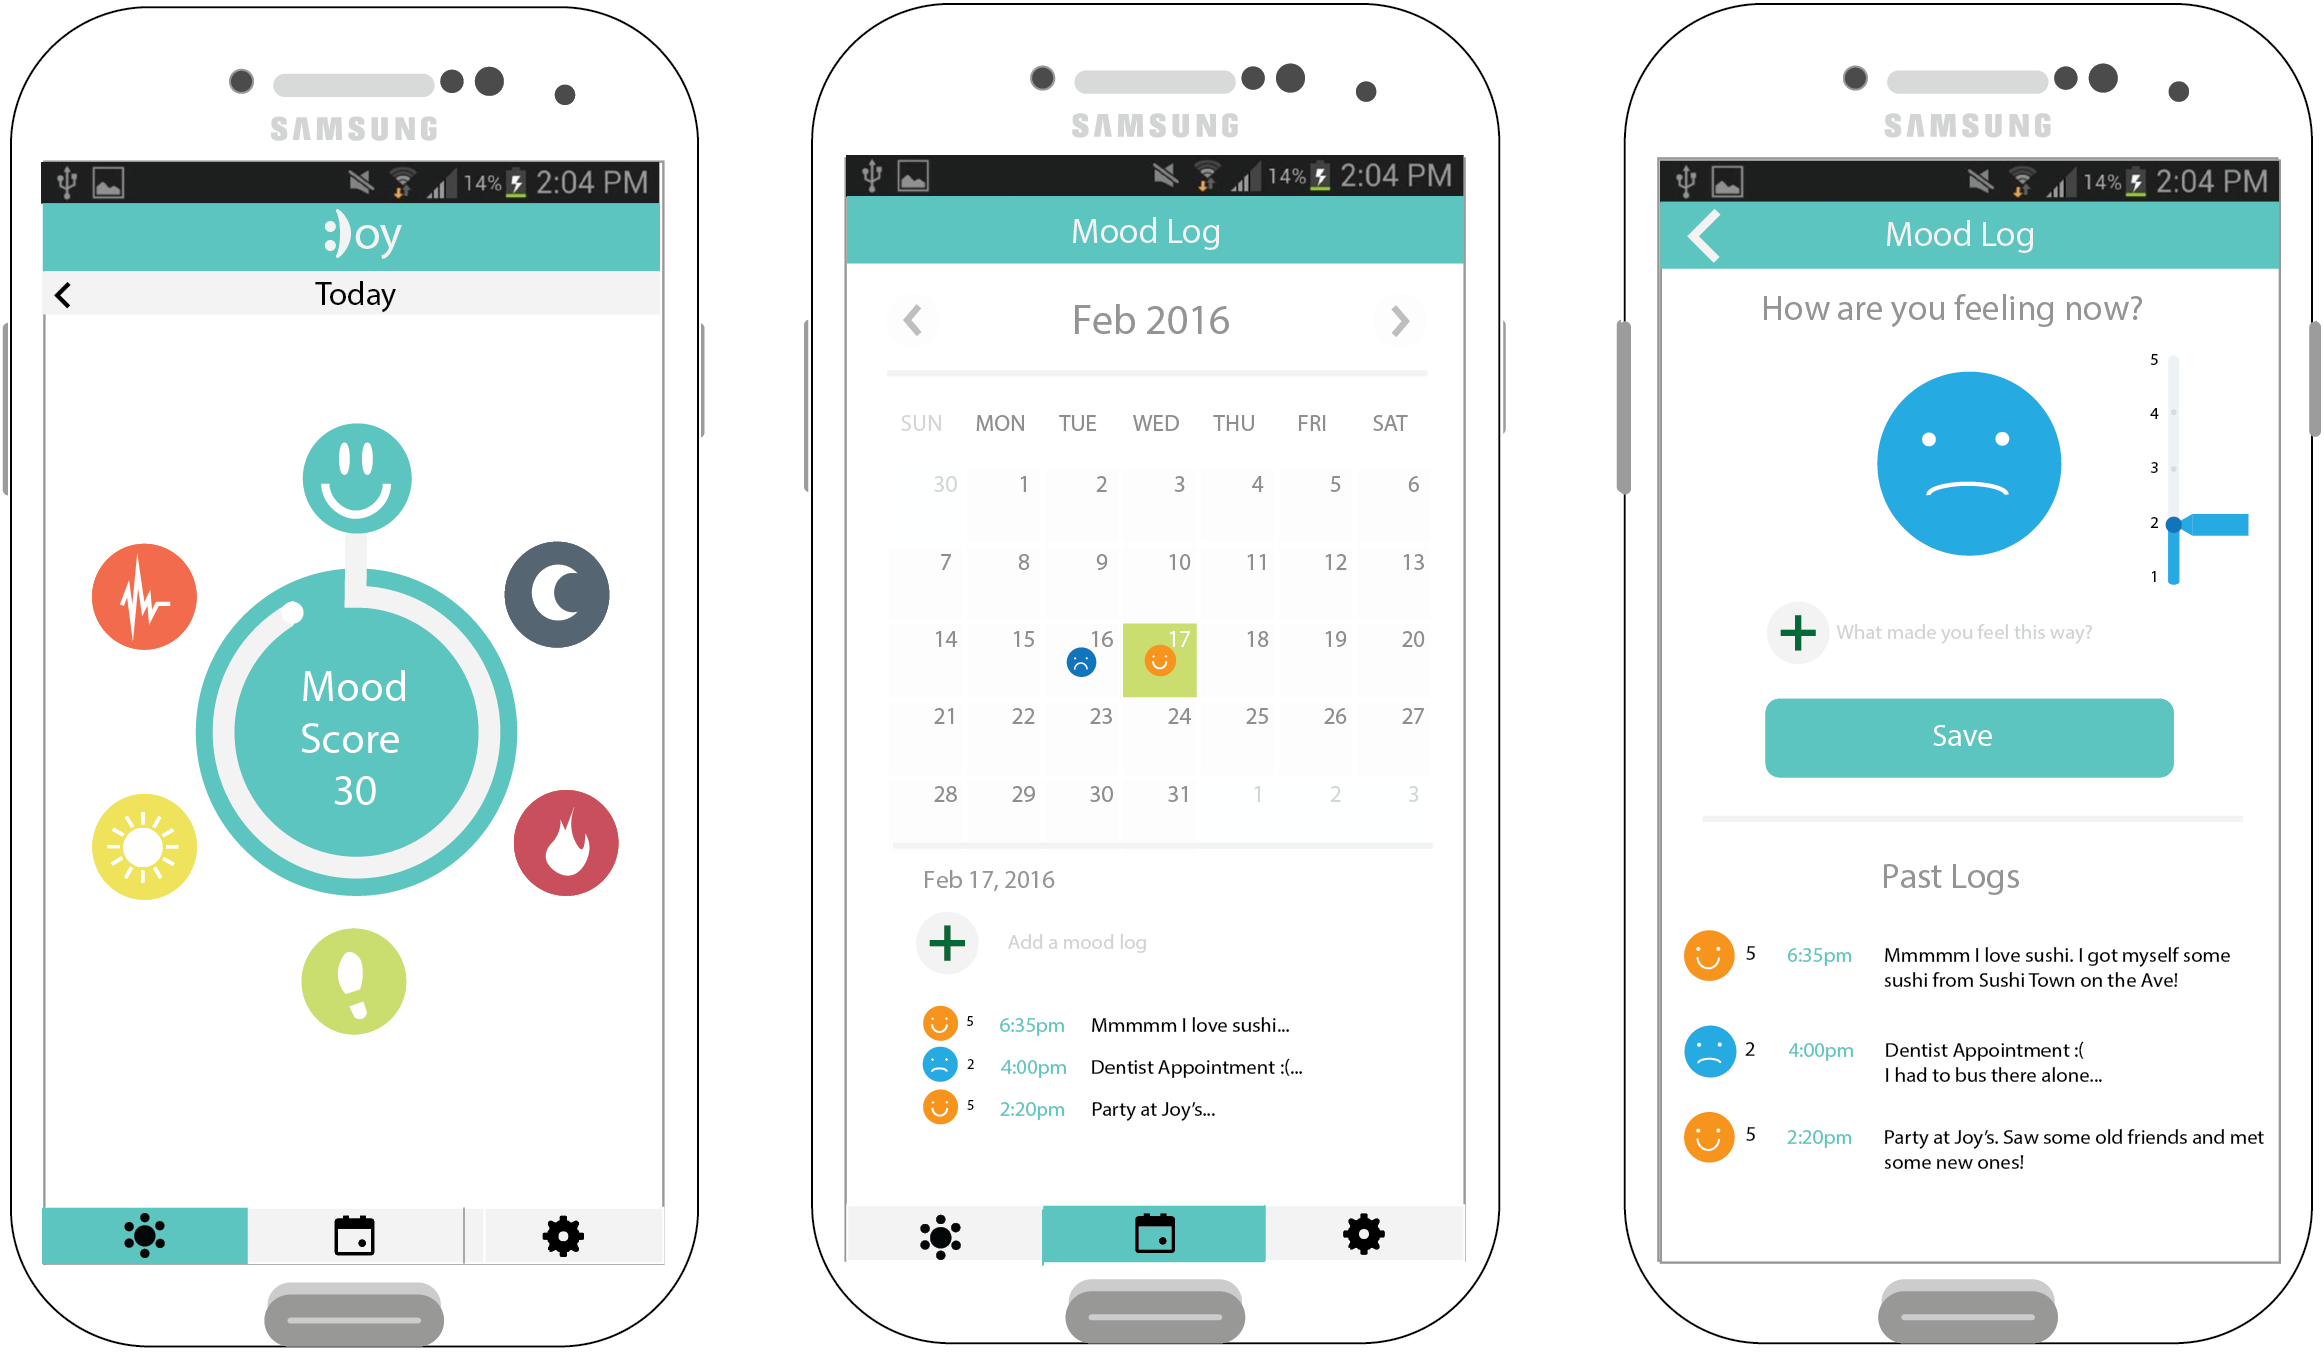 SAMSUNG
14% 2:04 PM
:)oy
Today
Mood
Score
30
SAMSUNG
14% 2:04 PM
Mood Log
Feb 2016
SUN MON TUE WED THU FRI SAT
30 1 2 3 4 5 6
7 8 9 10 11 12 13
14 15 16 17 18 19 20
21 22 23 24 25 26 27
28 29 30 31 1 2 3
Feb 17, 2016
Add a mood log
5 6:35pm Mmmmm I love sushi...
2 4:00pm Dentist Appointment :(...
5 2:20pm Party at Joy's...
SAMSUNG
14% 2:04 PM
Mood Log
How are you feeling now?
5
4
3
2
1
What made you feel this way?
Save
Past Logs
5 6:35pm Mmmmm I love sushi. I got myself some
sushi from Sushi Town on the Ave!
2 4:00pm Dentist Appointment :(
I had to bus there alone...
5 2:20pm Party at Joy's. Saw some old friends and met
some new ones!